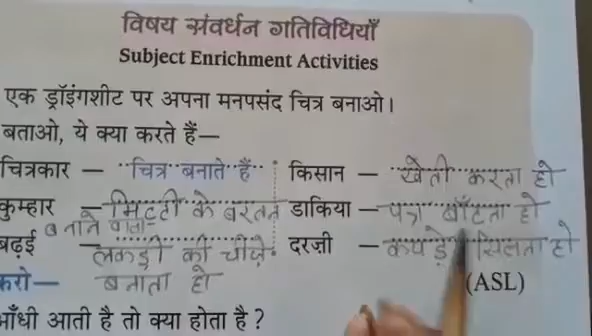 विषय संवर्धन गतिविधियाँ
Subject Enrichment Activities
एक ड्रॉइंगशीट पर अपना मनपसंद चित्र बनाओ।
बताओ, ये क्या करते हैं—
चित्रकार — चित्र बनाते हैं किसान — खेती करता हो
कुम्हार — मिट्टी के बरतन डाकिया — पत्र बाँटता हो
बनाने वाला
बढ़ई — लकड़ी की चीज़े दरज़ी — कपड़े सिलता हो
करो— बनाता हो (ASL)
आँधी आती है तो क्या होता है ?